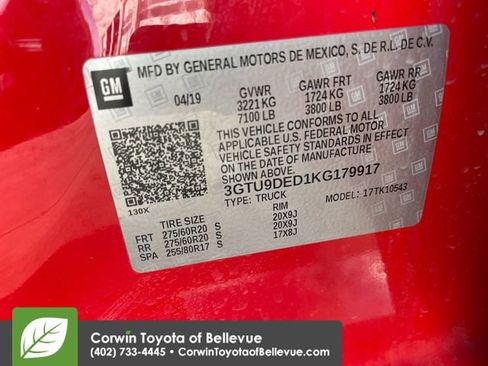 GM
MFD BY GENERAL MOTORS DE MEXICO, S, DE R.L. DE C.V.
04/19
GVWR
3221 KG
7100 LB
GAWR FRT
1724 KG
3800 LB
GAWR RR
1724 KG
3800 LB
THIS VEHICLE CONFORMS TO ALL
APPLICABLE U.S. FEDERAL MOTOR
VEHICLE SAFETY STANDARDS IN EFFECT
ON THE DATE OF MANUFACTURE SHOWN ABOVE.
3GTU9DED1KG179917
TYPE: TRUCK
MODEL: 17TK10543
130X
TIRE SIZE
RIM
FRT 275/60R20 S 20X9J
RR 275/60R20 S 20X9J
SPA 255/80R17 S 17X8J
Corwin Toyota of Bellevue
(402) 733-4445 • CorwinToyotaofBellevue.com